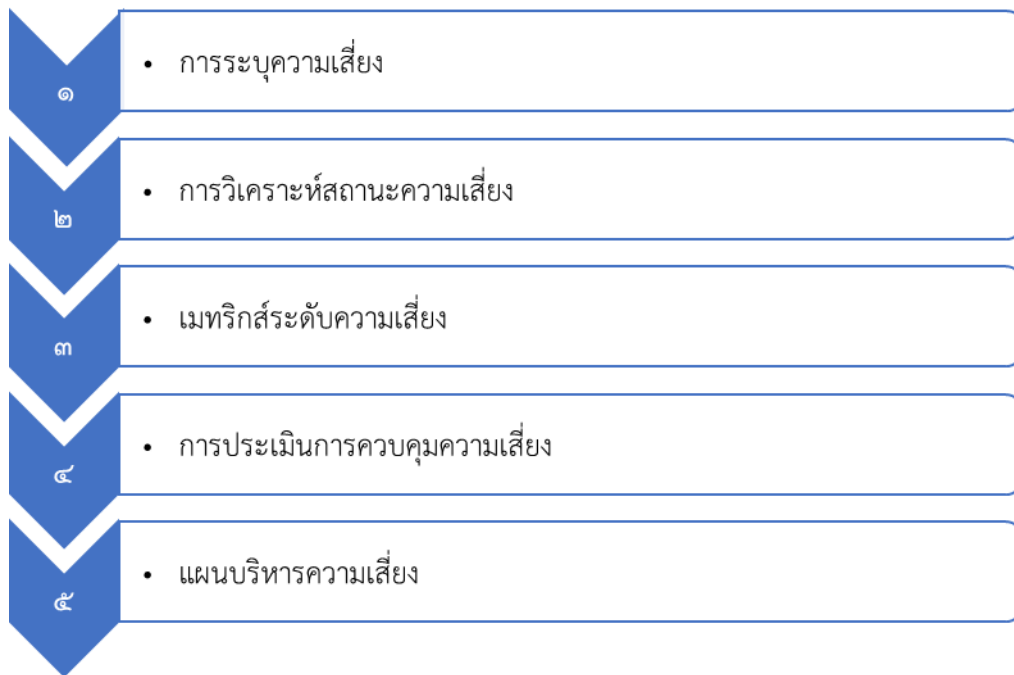 ๑
• การระบุความเสี่ยง
๒
• การวิเคราะห์สถานะความเสี่ยง
๓
• เมทริกส์ระดับความเสี่ยง
๔
• การประเมินการควบคุมความเสี่ยง
๕
• แผนบริหารความเสี่ยง